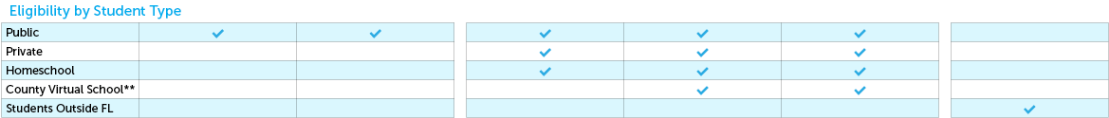 Eligibility by Student Type
Public
Private
Homeschool
County Virtual School**
Students Outside FL